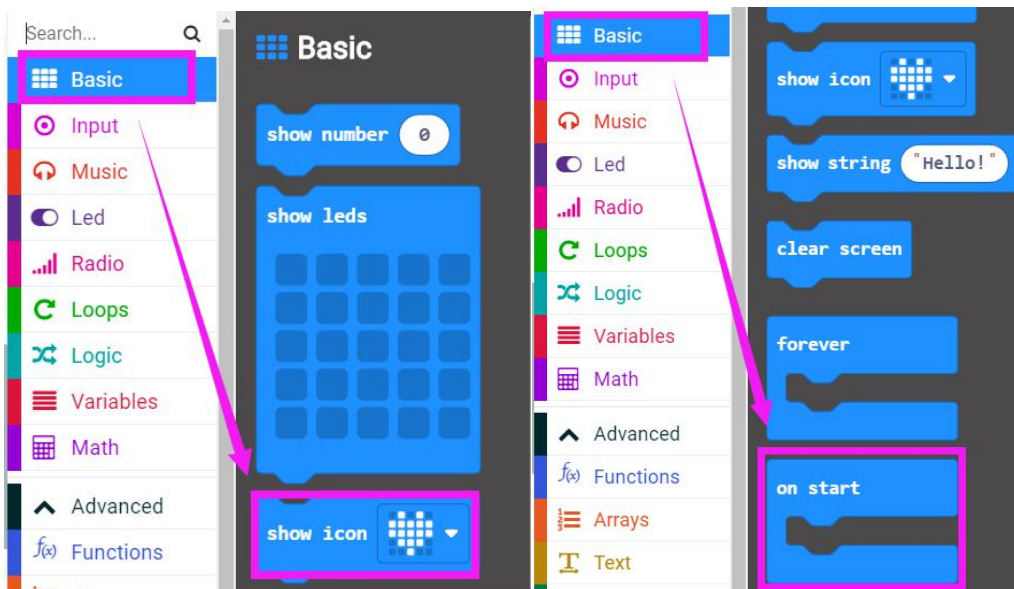 Search...
Basic
Input
Music
Led
Radio
Loops
Logic
Variables
Math
Advanced
f(x) Functions
Basic
show number 0
show leds
show icon
Basic
Input
Music
Led
Radio
Loops
Logic
Variables
Math
Advanced
f(x) Functions
Arrays
T Text
show icon
show string "Hello!"
clear screen
forever
on start